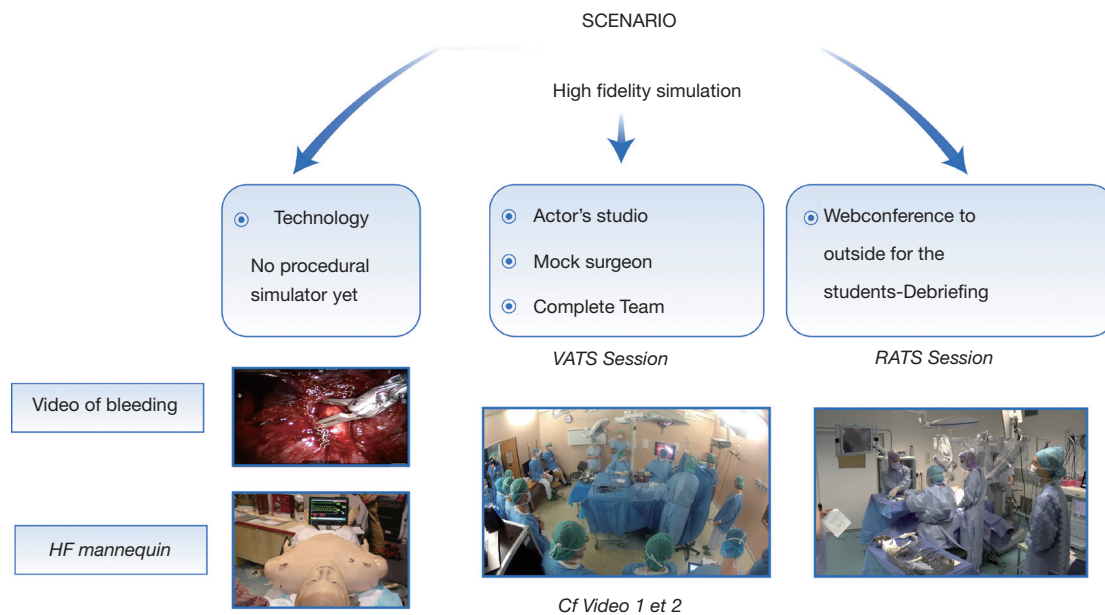 SCENARIO
High fidelity simulation
Technology
No procedural
simulator yet
Actor's studio
Mock surgeon
Complete Team
Webconference to
outside for the
students-Debriefing
VATS Session
RATS Session
Video of bleeding
HF mannequin
Cf Video 1 et 2